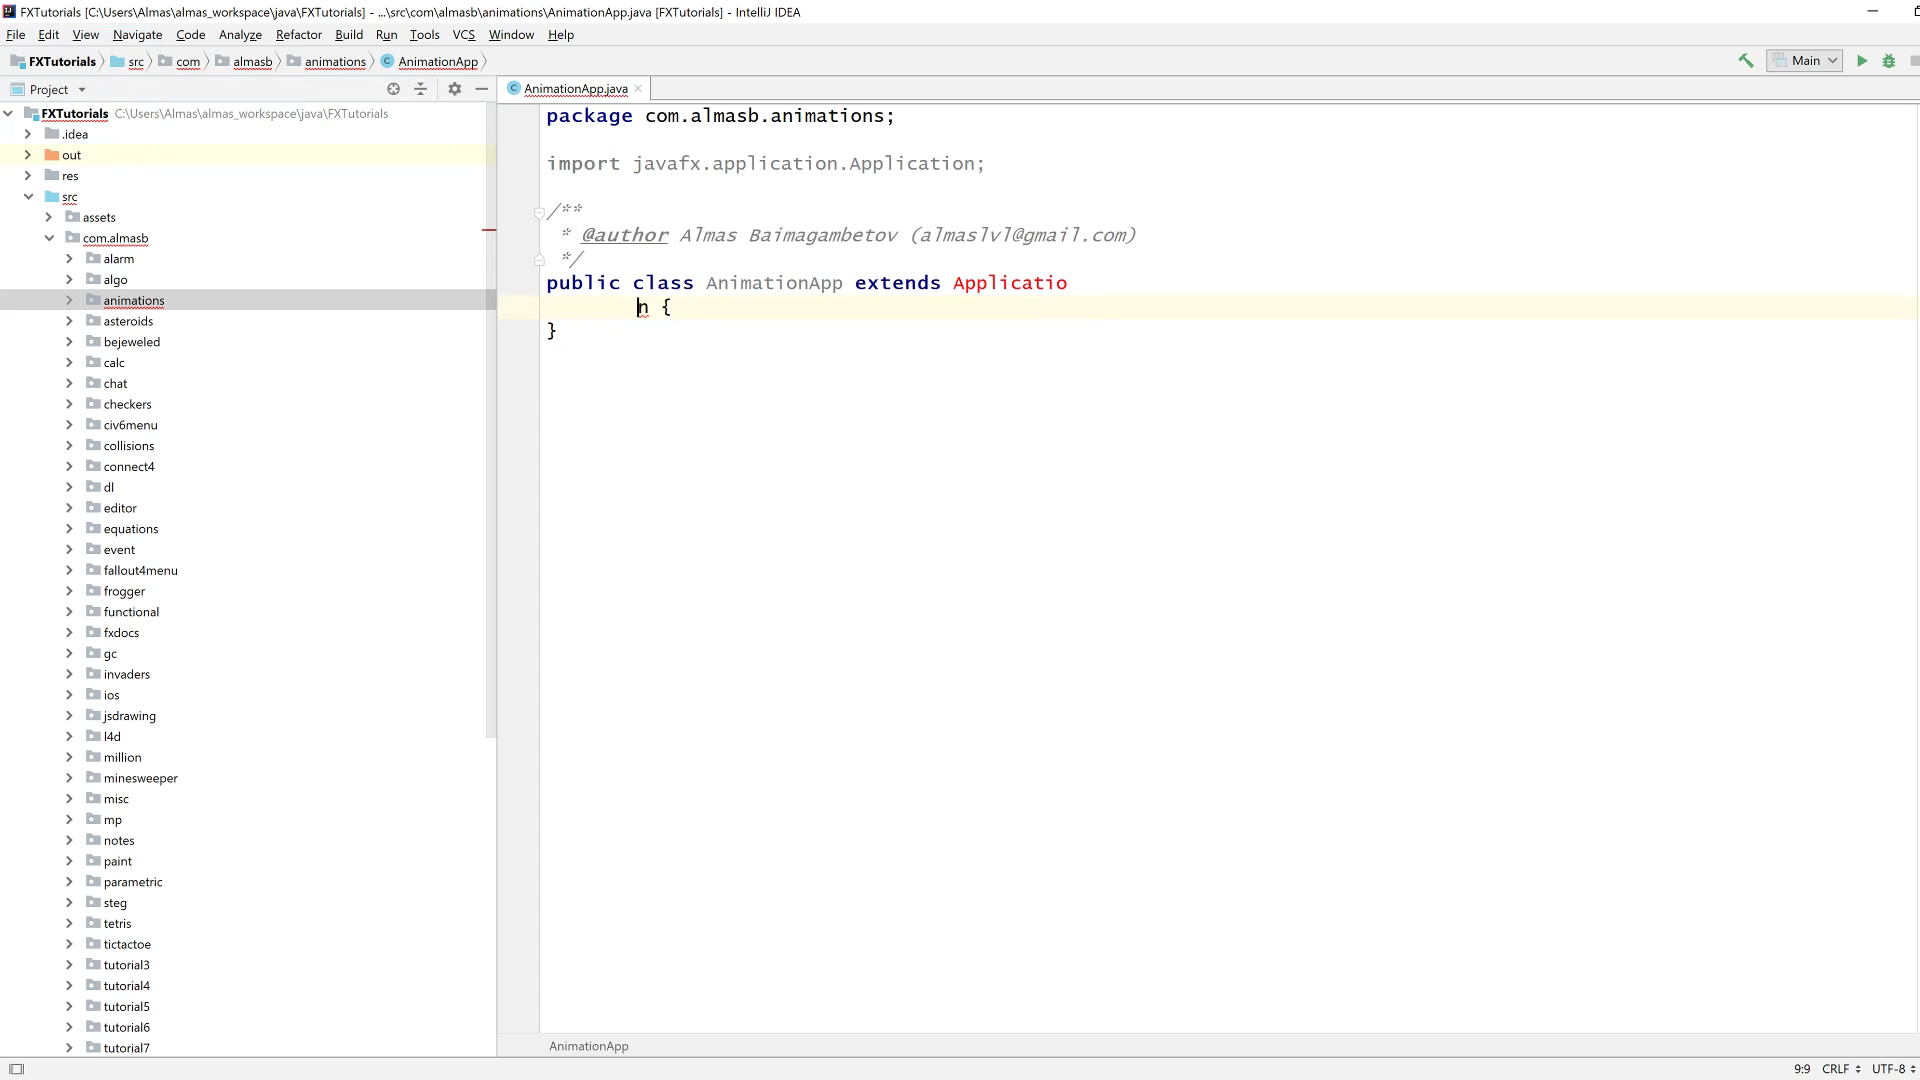 FXTutorials [C:\Users\Almas\almas_workspace\java\FXTutorials] - ...\src\com\almasb\animations\AnimationApp.java [FXTutorials] - IntelliJ IDEA
File Edit View Navigate Code Analyze Refactor Build Run Tools VCS Window Help
FXTutorials src com almasb animations AnimationApp Main
Project AnimationApp.java
FXTutorials C:\Users\Almas\almas_workspace\java\FXTutorials
.idea
out
res
src
assets
com.almasb
alarm
algo
animations
asteroids
bejeweled
calc
chat
checkers
civ6menu
collisions
connect4
dl
editor
equations
event
fallout4menu
frogger
functional
fxdocs
gc
invaders
ios
jsdrawing
l4d
million
minesweeper
misc
mp
notes
paint
parametric
steg
tetris
tictactoe
tutorial3
tutorial4
tutorial5
tutorial6
tutorial7
package com.almasb.animations;
import javafx.application.Application;
/**
* @author Almas Baimagambetov (almaslvl@gmail.com)
*/
public class AnimationApp extends Applicatio
n {
}
AnimationApp
9:9 CRLF UTF-8